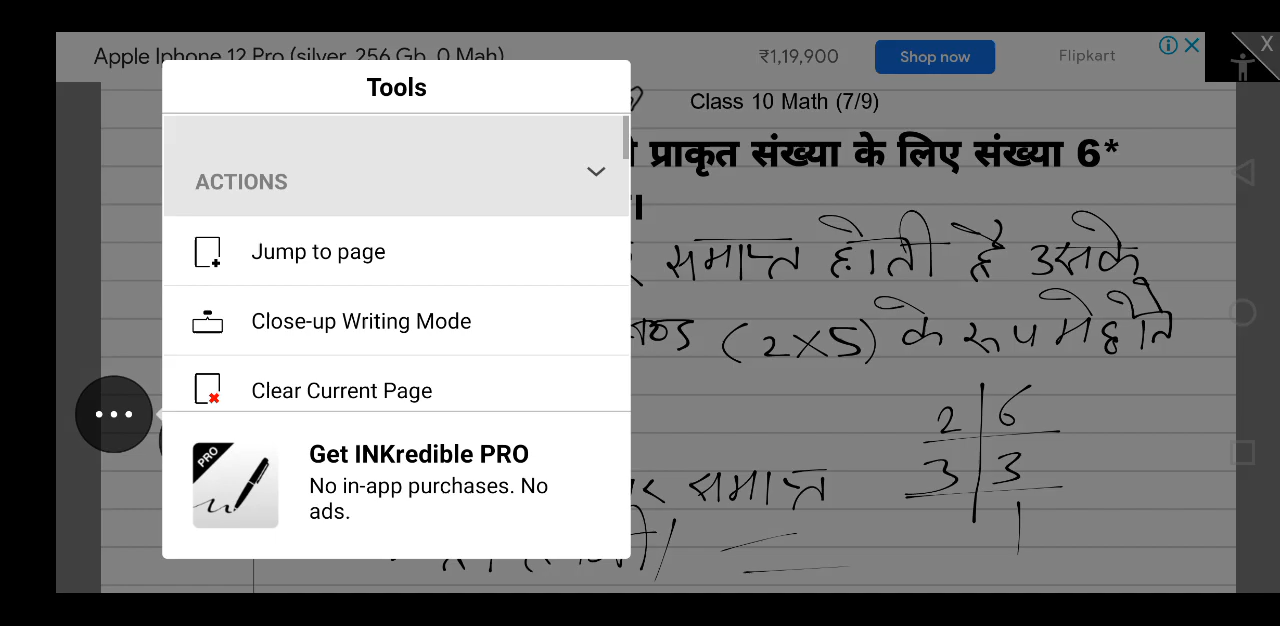 Apple Iphone 12 Pro (silver, 256 Gb, 0 Mah)
₹1,19,900
Shop now
Flipkart
X
Class 10 Math (7/9)
प्राकृत संख्या के लिए संख्या 6*
समाप्त होती है उसके
(2×5) के रूप मे होते
2 | 6
3 | 3
1
समाप्त
Tools
ACTIONS
Jump to page
Close-up Writing Mode
Clear Current Page
PRO
Get INKredible PRO
No in-app purchases. No
ads.